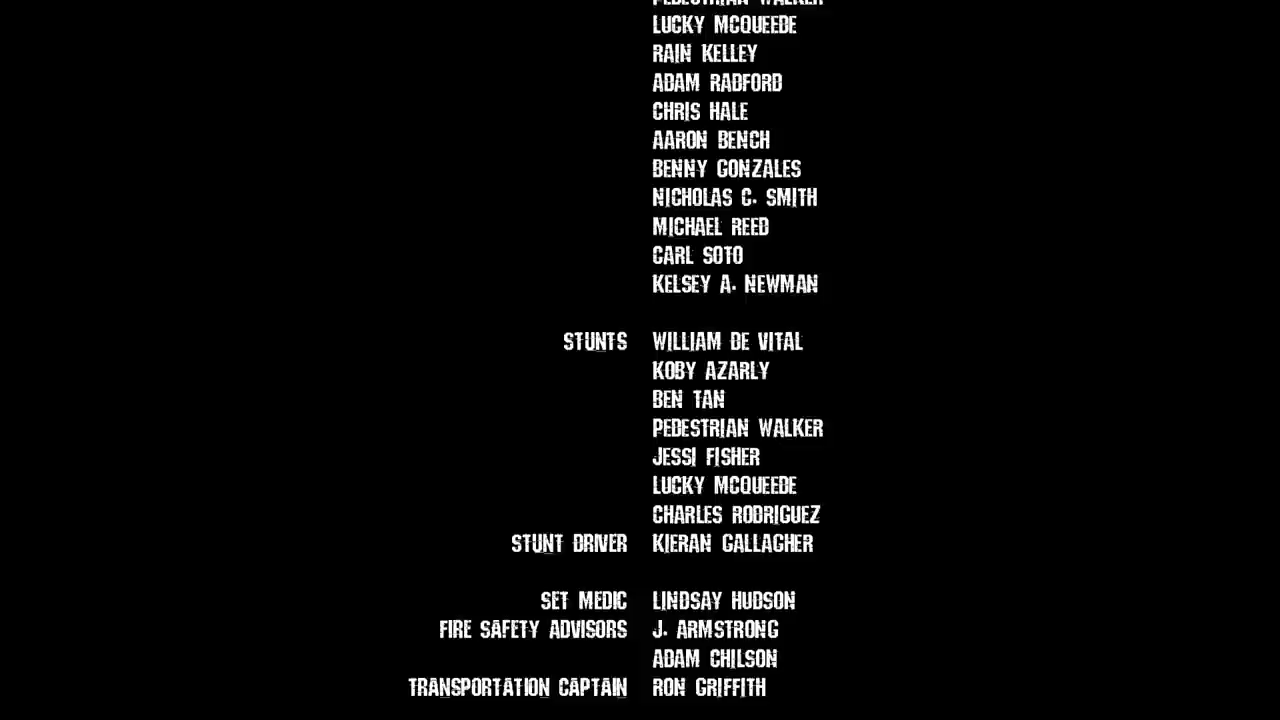 PEDESTRIAN WALKER
LUCKY MCQUEEDE
RAIN KELLEY
ADAM RADFORD
CHRIS HALE
AARON BENCH
BENNY GONZALES
NICHOLAS C. SMITH
MICHAEL REED
CARL SOTO
KELSEY A. NEWMAN
STUNTS WILLIAM DE VITAL
KOBY AZARLY
BEN TAN
PEDESTRIAN WALKER
JESSI FISHER
LUCKY MCQUEEDE
CHARLES RODRIGUEZ
STUNT DRIVER KIERAN GALLAGHER
SET MEDIC LINDSAY HUDSON
FIRE SAFETY ADVISORS J. ARMSTRONG
ADAM CHILSON
TRANSPORTATION CAPTAIN RON GRIFFITH